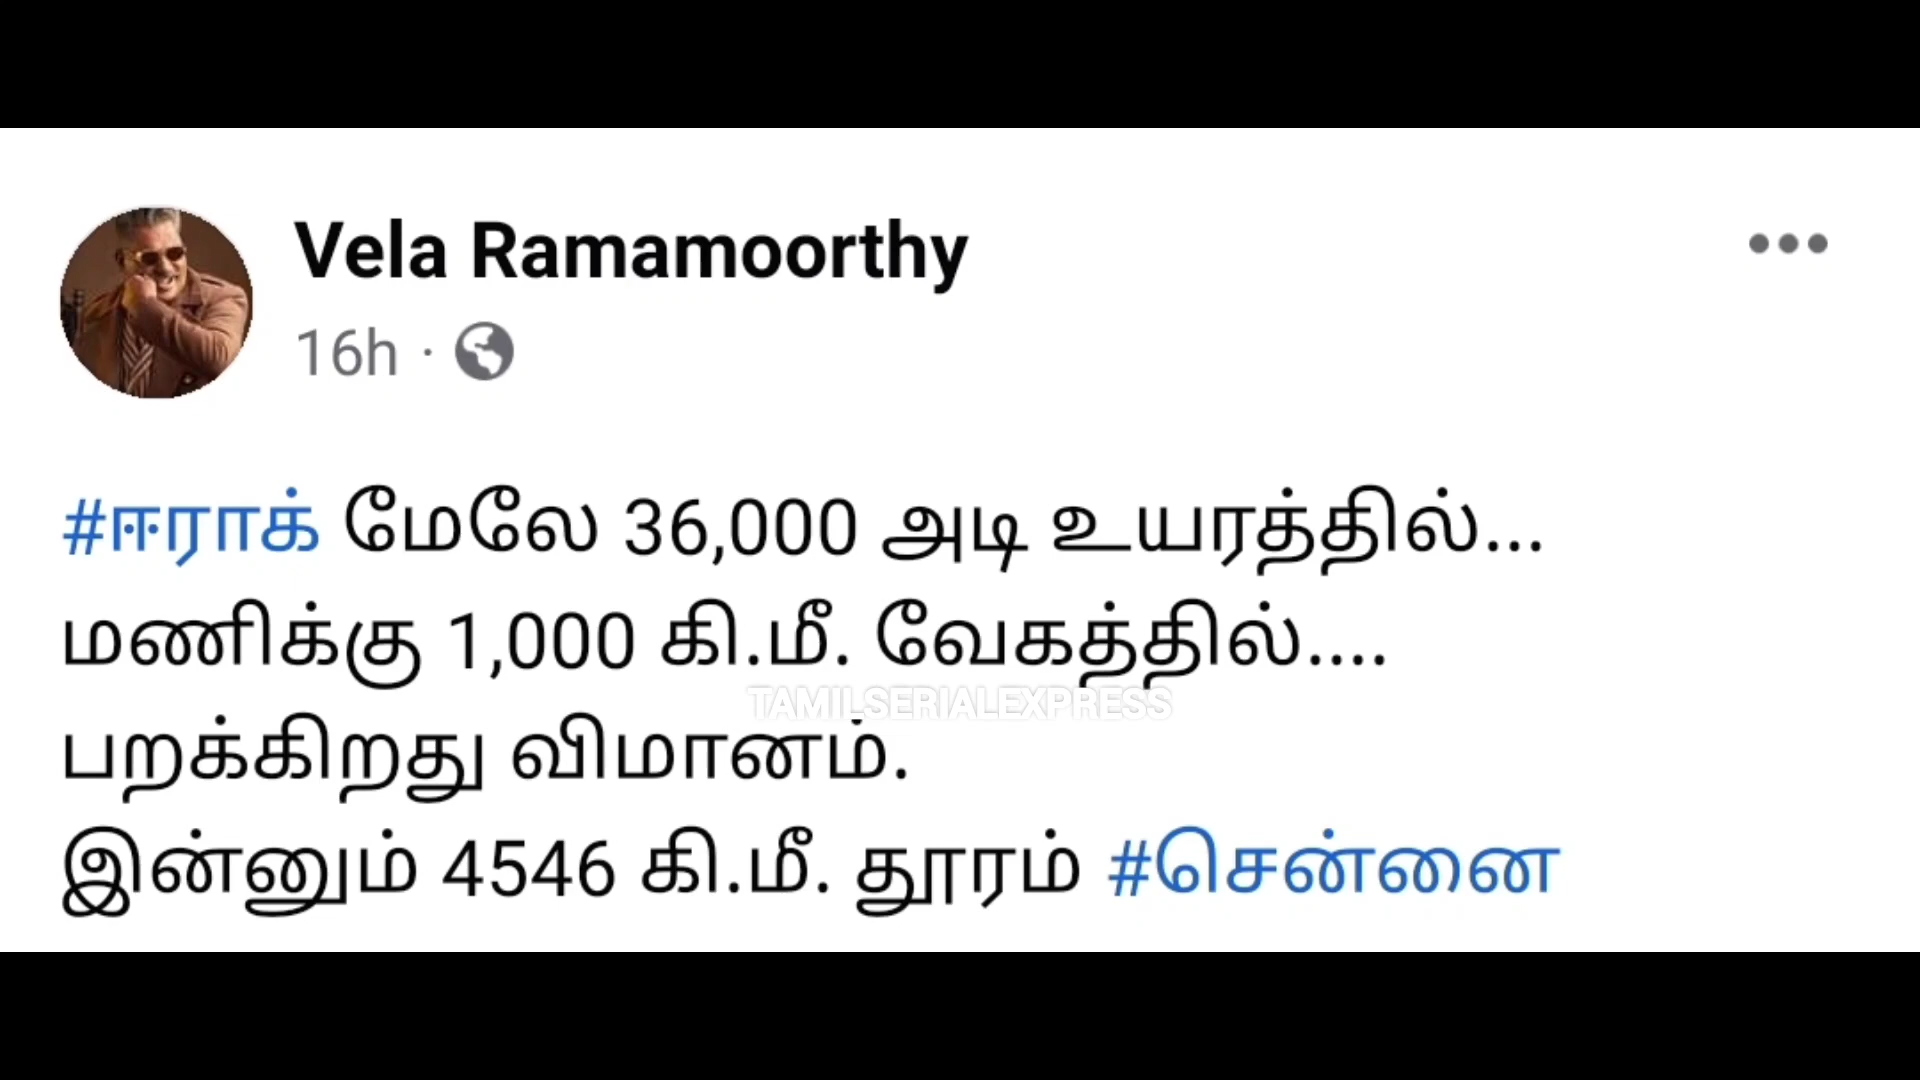 Vela Ramamoorthy
16h ·
#ஈராக் மேலே 36,000 அடி உயரத்தில்...
மணிக்கு 1,000 கி.மீ. வேகத்தில்....
TAMILSERIALEXPRESS
பறக்கிறது விமானம்.
இன்னும் 4546 கி.மீ. தூரம் #சென்னை